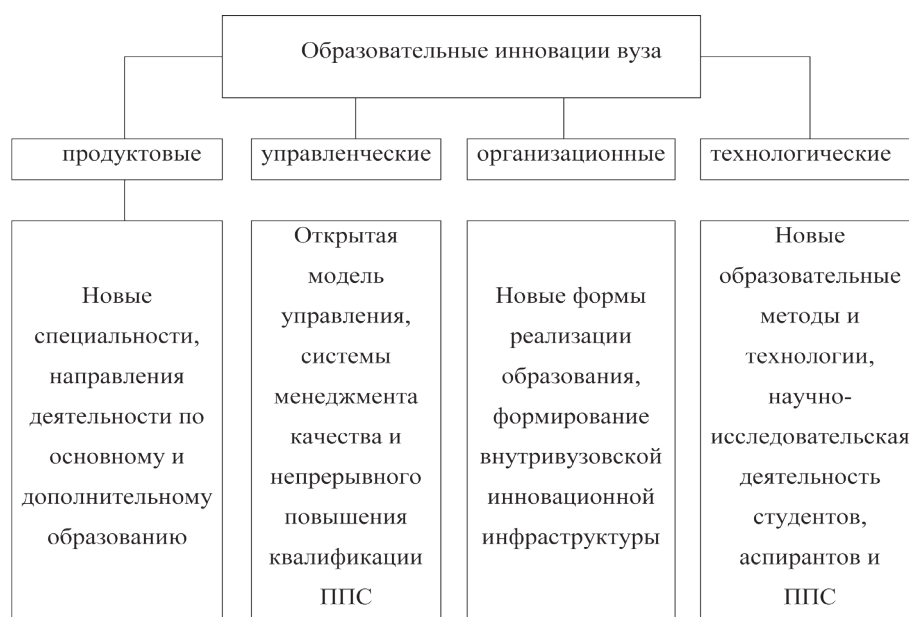 Образовательные инновации вуза
продуктовые
управленческие
организационные
технологические
Новые
специальности,
направления
деятельности по
основному и
дополнительному
образованию
Открытая
модель
управления,
системы
менеджмента
качества и
непрерывного
повышения
квалификации
ППС
Новые формы
реализации
образования,
формирование
внутривузовской
инновационной
инфраструктуры
Новые
образовательные
методы и
технологии,
научно-
исследовательская
деятельность
студентов,
аспирантов и
ППС